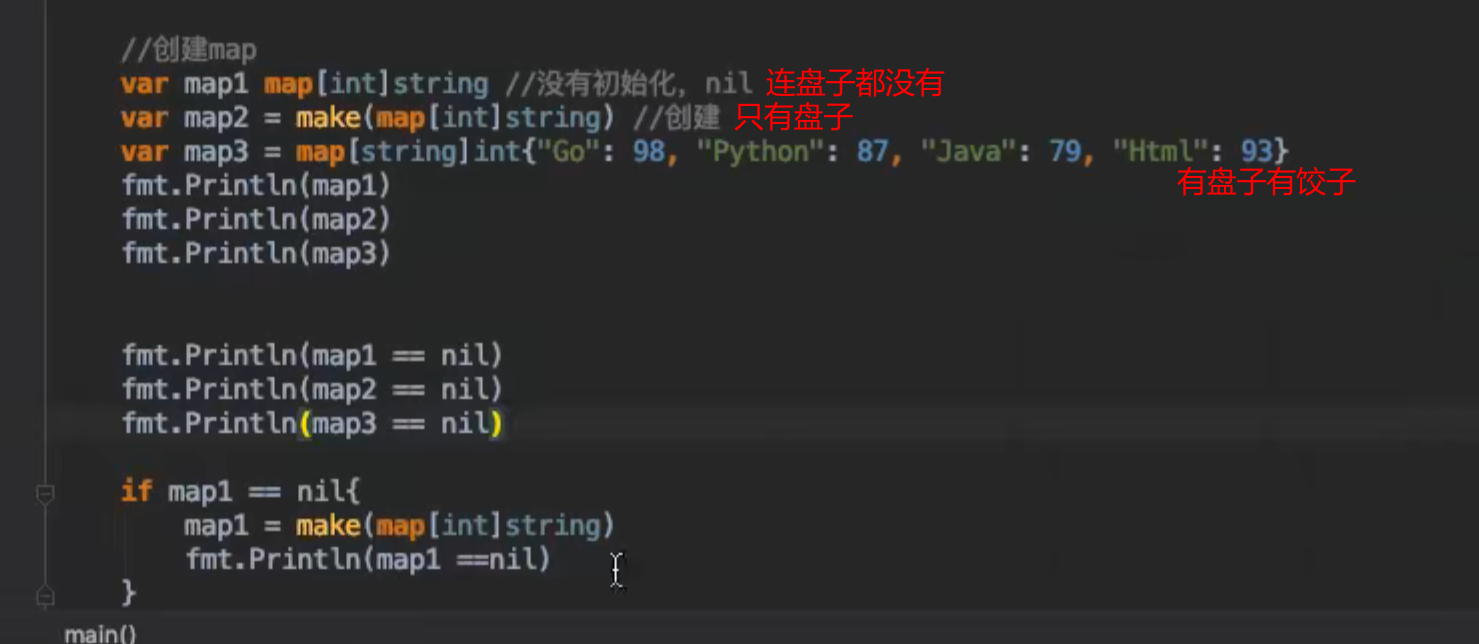 //创建map
var map1 map[int]string //没有初始化，nil 连盘子都没有
var map2 = make(map[int]string) //创建 只有盘子
var map3 = map[string]int{"Go": 98, "Python": 87, "Java": 79, "Html": 93}
有盘子有饺子
fmt.Println(map1)
fmt.Println(map2)
fmt.Println(map3)
fmt.Println(map1 == nil)
fmt.Println(map2 == nil)
fmt.Println(map3 == nil)
if map1 == nil{
map1 = make(map[int]string)
fmt.Println(map1 ==nil)
}
main()